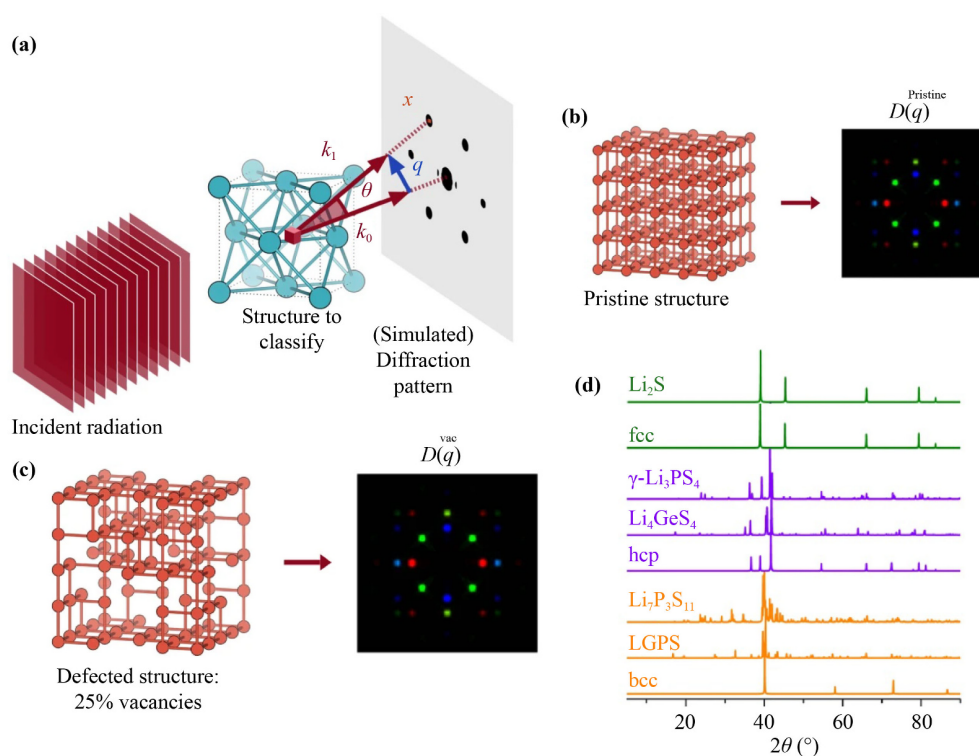 (a)
x
k₁
q
θ
k₀
Structure to
classify
(Simulated)
Diffraction
pattern
Incident radiation
(b)
Pristine
D(q)
Pristine structure
(c)
vac
D(q)
Defected structure:
25% vacancies
(d)
Li₂S
fcc
γ-Li₃PS₄
Li₄GeS₄
hcp
Li₇P₃S₁₁
LGPS
bcc
20 40 60 80
2θ (°)